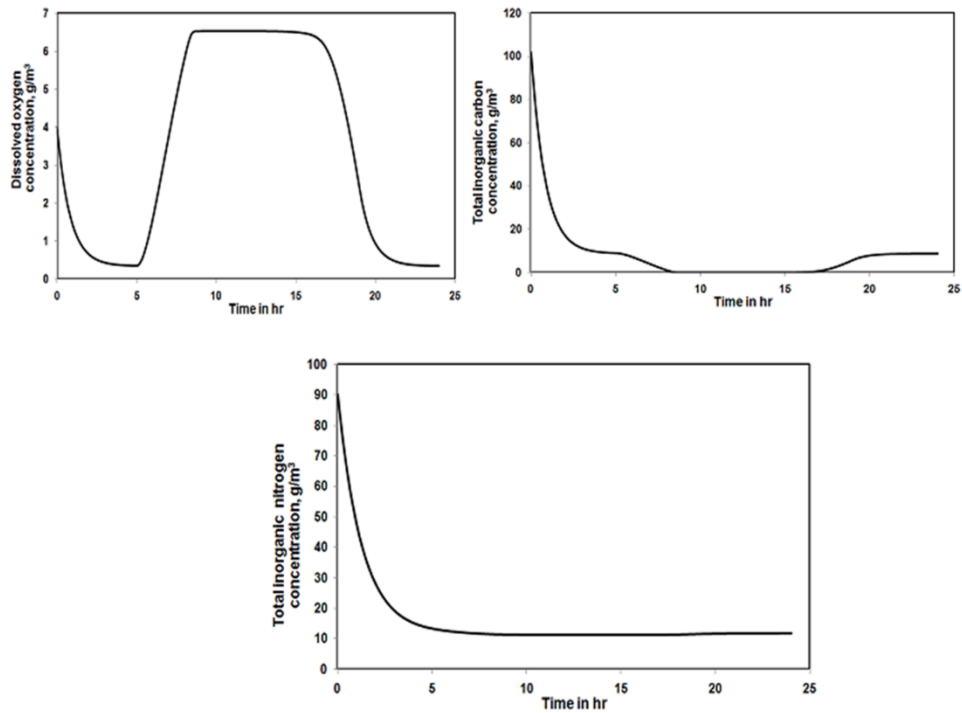 Dissolved oxygen
concentration, g/m³
7
6
5
4
3
2
1
0
0 5 10 15 20 25
Time in hr
Total inorganic carbon
concentration, g/m³
120
100
80
60
40
20
0
0 5 10 15 20 25
Time in hr
Total inorganic nitrogen
concentration, g/m³
100
90
80
70
60
50
40
30
20
10
0
0 5 10 15 20 25
Time in hr